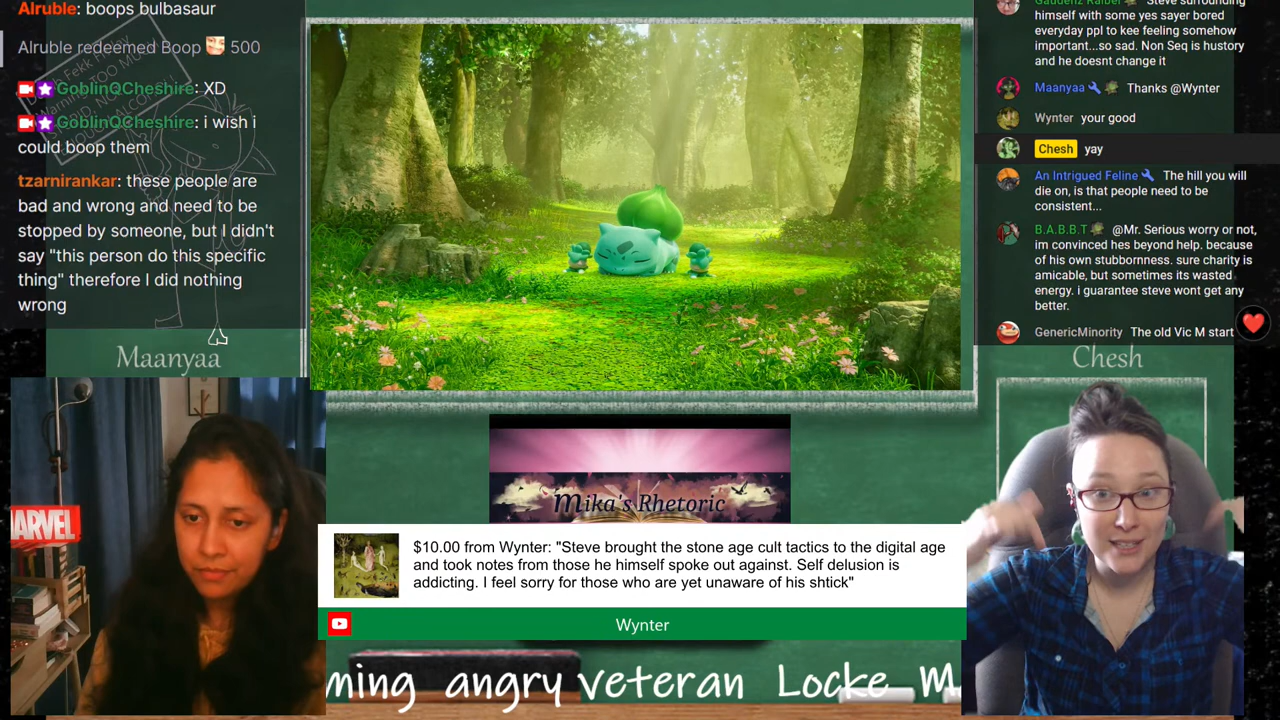 Alruble: boops bulbasaur
Alruble redeemed Boop 500
GoblinQCheshire: XD
GoblinQCheshire: i wish i
could boop them
tzarnirankar: these people are
bad and wrong and need to be
stopped by someone, but I didn't
say "this person do this specific
thing" therefore I did nothing
wrong
Maanyaa
MARVEL
Mika's Rhetoric
$10.00 from Wynter: "Steve brought the stone age cult tactics to the digital age
and took notes from those he himself spoke out against. Self delusion is
addicting. I feel sorry for those who are yet unaware of his shtick"
Wynter
ming angry veteran Locke M
Steve surrounding
himself with some yes sayer bored
everyday ppl to kee feeling somehow
important...so sad. Non Seq is hustory
and he doesnt change it
Maanyaa Thanks @Wynter
Wynter your good
Chesh yay
An Intrigued Feline The hill you will
die on, is that people need to be
consistent...
B.A.B.B.T @Mr. Serious worry or not,
im convinced hes beyond help. because
of his own stubbornness. sure charity is
amicable, but sometimes its wasted
energy. i guarantee steve wont get any
better.
GenericMinority The old Vic M start
Chesh